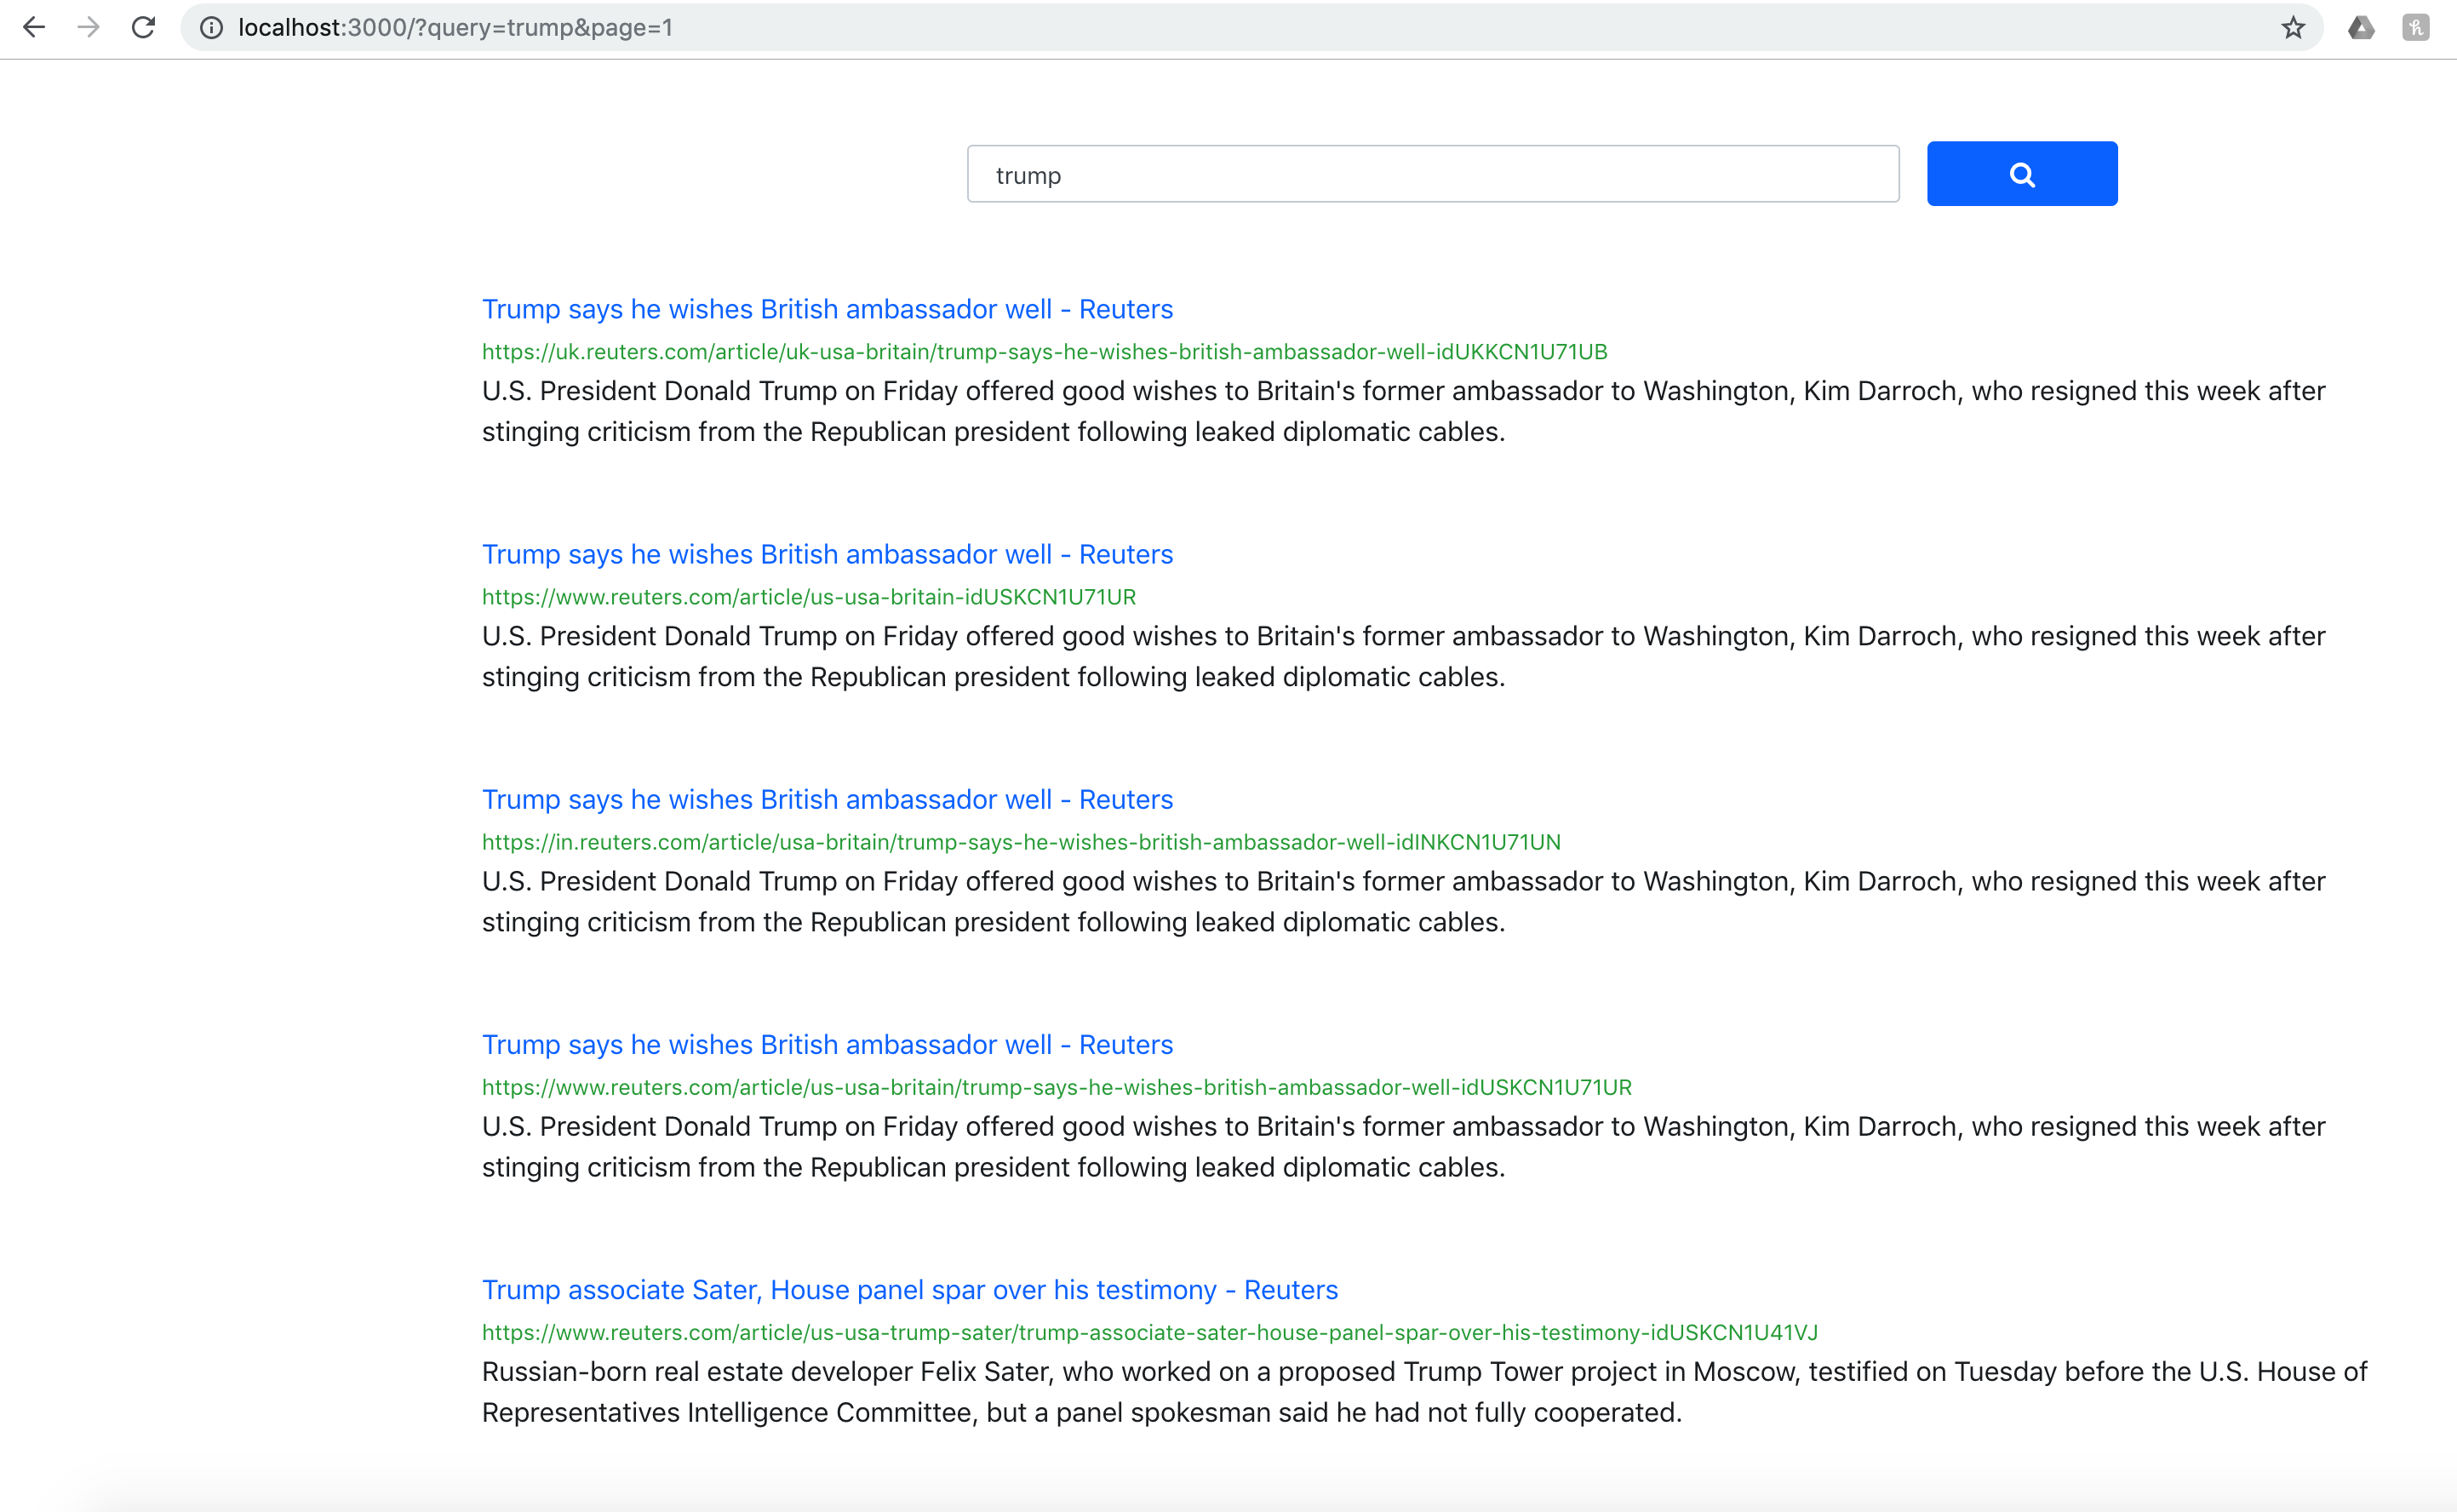 localhost:3000/?query=trump&page=1
trump
Trump says he wishes British ambassador well - Reuters
https://uk.reuters.com/article/uk-usa-britain/trump-says-he-wishes-british-ambassador-well-idUKKCN1U71UB
U.S. President Donald Trump on Friday offered good wishes to Britain's former ambassador to Washington, Kim Darroch, who resigned this week after
stinging criticism from the Republican president following leaked diplomatic cables.
Trump says he wishes British ambassador well - Reuters
https://www.reuters.com/article/us-usa-britain-idUSKCN1U71UR
U.S. President Donald Trump on Friday offered good wishes to Britain's former ambassador to Washington, Kim Darroch, who resigned this week after
stinging criticism from the Republican president following leaked diplomatic cables.
Trump says he wishes British ambassador well - Reuters
https://in.reuters.com/article/usa-britain/trump-says-he-wishes-british-ambassador-well-idINKCN1U71UN
U.S. President Donald Trump on Friday offered good wishes to Britain's former ambassador to Washington, Kim Darroch, who resigned this week after
stinging criticism from the Republican president following leaked diplomatic cables.
Trump says he wishes British ambassador well - Reuters
https://www.reuters.com/article/us-usa-britain/trump-says-he-wishes-british-ambassador-well-idUSKCN1U71UR
U.S. President Donald Trump on Friday offered good wishes to Britain's former ambassador to Washington, Kim Darroch, who resigned this week after
stinging criticism from the Republican president following leaked diplomatic cables.
Trump associate Sater, House panel spar over his testimony - Reuters
https://www.reuters.com/article/us-usa-trump-sater/trump-associate-sater-house-panel-spar-over-his-testimony-idUSKCN1U41VJ
Russian-born real estate developer Felix Sater, who worked on a proposed Trump Tower project in Moscow, testified on Tuesday before the U.S. House of
Representatives Intelligence Committee, but a panel spokesman said he had not fully cooperated.